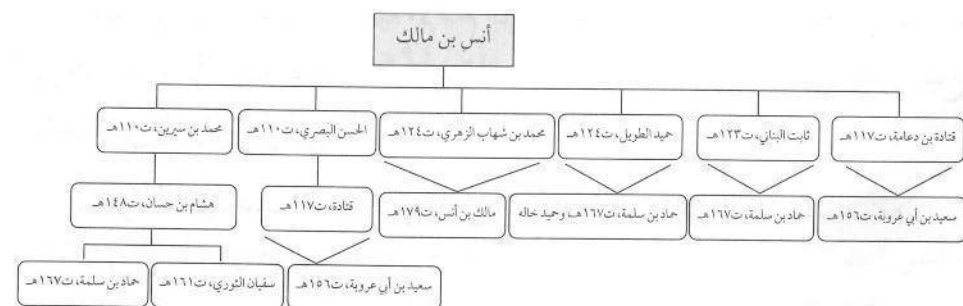 أنس بن مالك
قتادة بن دعامة، ت١١٧هـ
ثابت البناني، ت١٢٣هـ
حميد الطويل، ت١٢٤هـ
محمد بن شهاب الزهري، ت١٢٤هـ
الحسن البصري، ت١١٠هـ
محمد بن سيرين، ت١١٠هـ
سعيد بن أبي عروبة، ت١٥٦هـ
حماد بن سلمة، ت١٦٧هـ
حماد بن سلمة، ت١٦٧هـ، وحميد خاله
مالك بن أنس، ت١٧٩هـ
قتادة، ت١١٧هـ
هشام بن حسان، ت١٤٨هـ
سعيد بن أبي عروبة، ت١٥٦هـ
سفيان الثوري، ت١٦١هـ
حماد بن سلمة، ت١٦٧هـ